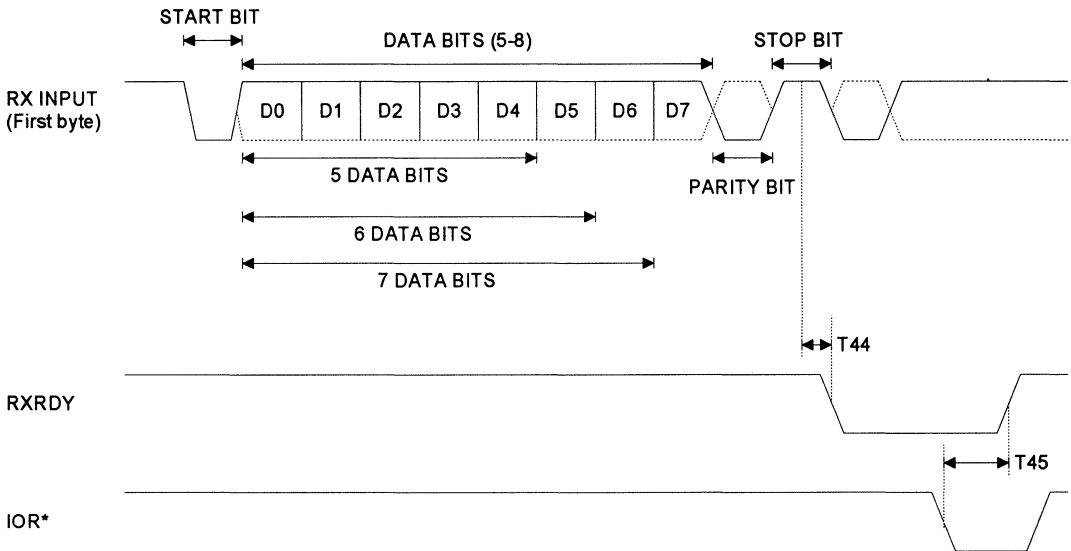 START BIT
DATA BITS (5-8)
STOP BIT
RX INPUT
(First byte)
D0 D1 D2 D3 D4 D5 D6 D7
5 DATA BITS
PARITY BIT
6 DATA BITS
7 DATA BITS
T44
RXRDY
T45
IOR*